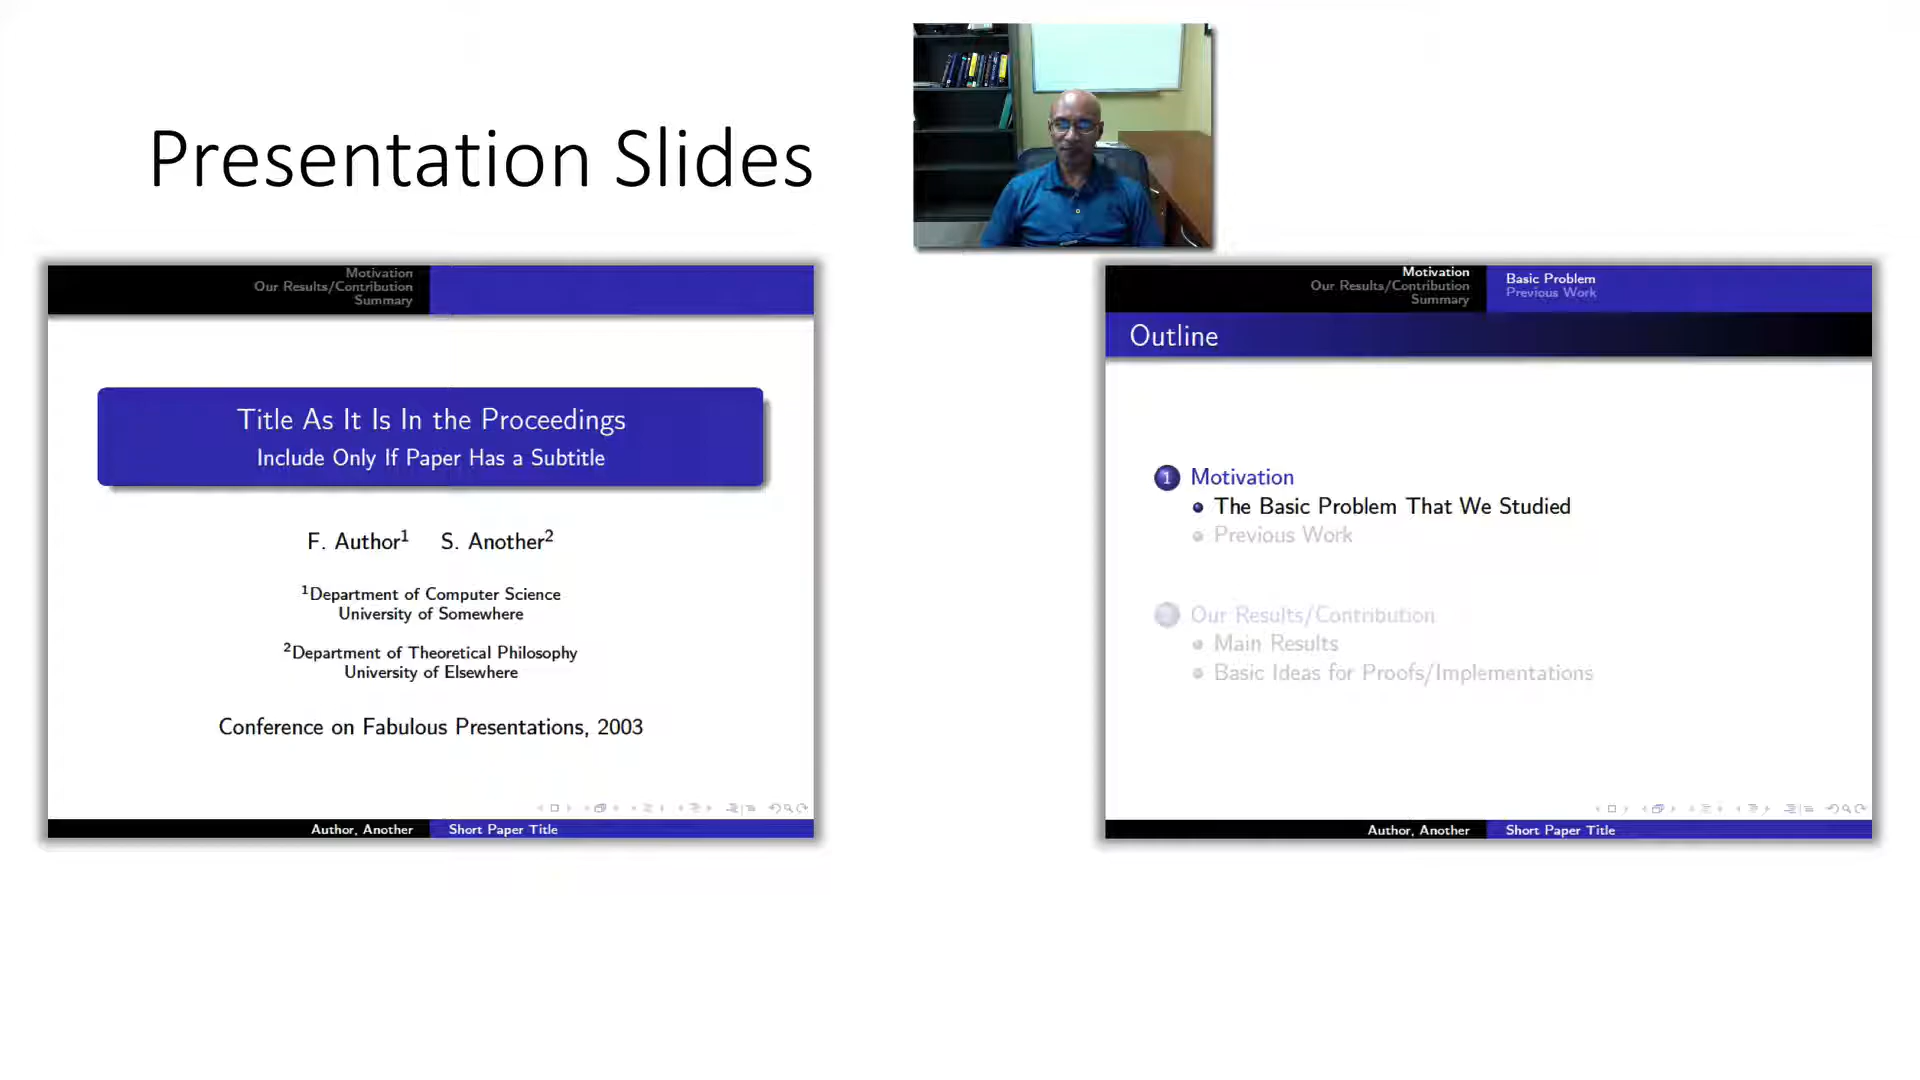 Presentation Slides
Motivation
Our Results/Contribution
Summary
Title As It Is In the Proceedings
Include Only If Paper Has a Subtitle
F. Author1 S. Another2
1Department of Computer Science
University of Somewhere
2Department of Theoretical Philosophy
University of Elsewhere
Conference on Fabulous Presentations, 2003
Author, Another Short Paper Title
Motivation
Our Results/Contribution
Summary
Basic Problem
Previous Work
Outline
1 Motivation
The Basic Problem That We Studied
Previous Work
Our Results/Contribution
Main Results
Basic Ideas for Proofs/Implementations
Author, Another Short Paper Title